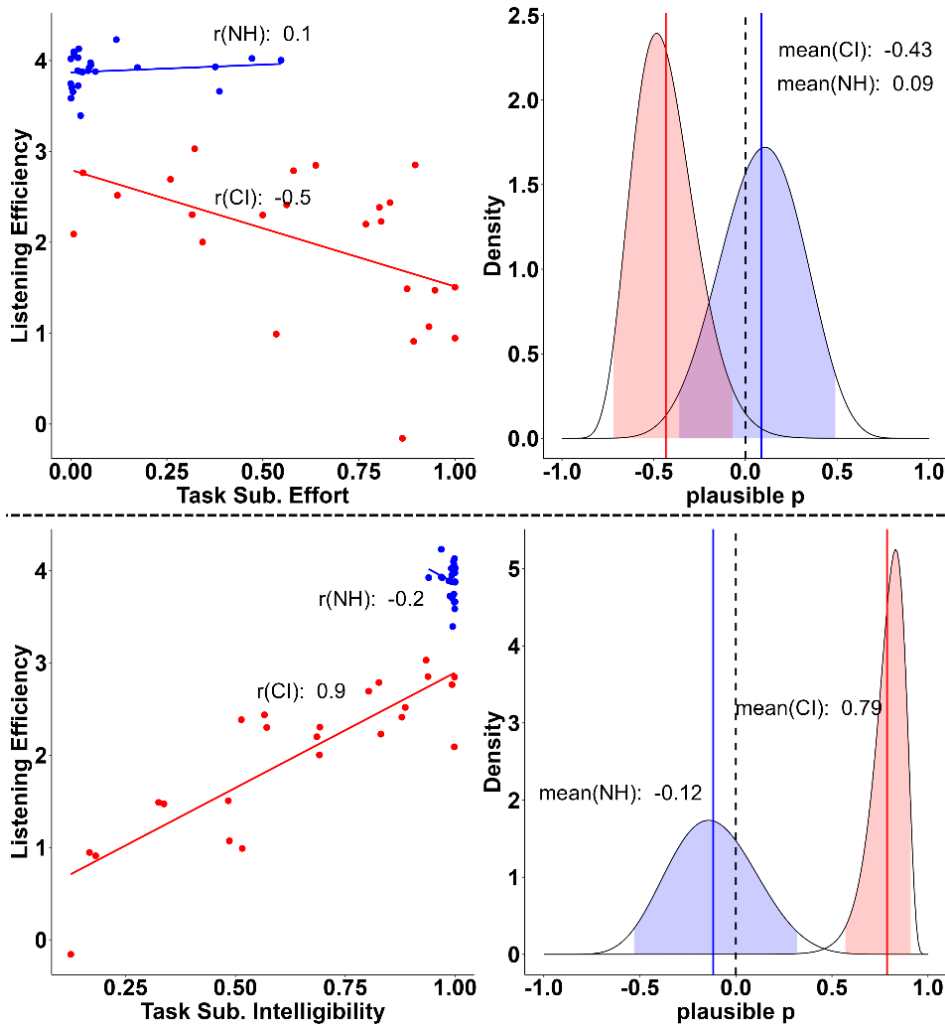 r(NH): 0.1
r(CI): -0.5
Listening Efficiency
4
3
2
1
0
0.00 0.25 0.50 0.75 1.00
Task Sub. Effort
mean(CI): -0.43
mean(NH): 0.09
Density
2.5
2.0
1.5
1.0
0.5
0.0
-1.0 -0.5 0.0 0.5 1.0
plausible p
r(NH): -0.2
r(CI): 0.9
Listening Efficiency
4
3
2
1
0
0.25 0.50 0.75 1.00
Task Sub. Intelligibility
mean(CI): 0.79
mean(NH): -0.12
Density
5
4
3
2
1
0
-1.0 -0.5 0.0 0.5 1.0
plausible p